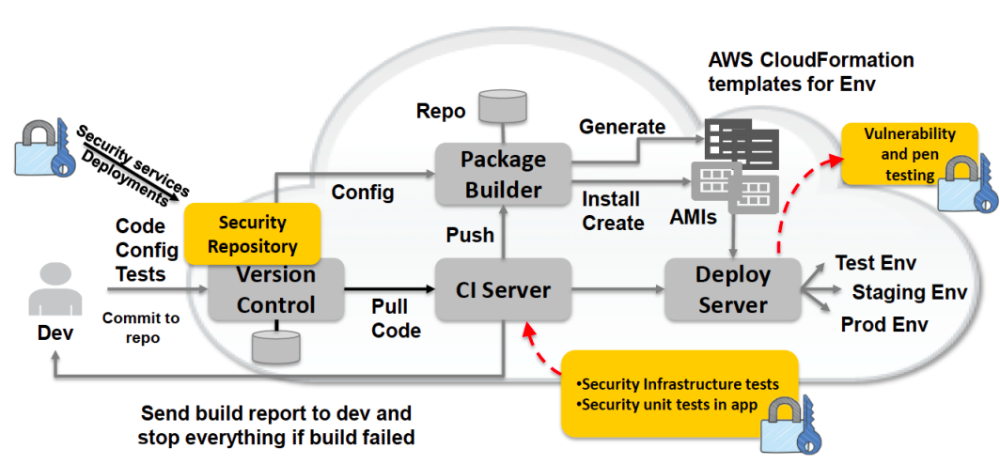 AWS CloudFormation
templates for Env
Repo
Generate
Vulnerability
and pen
testing
Security services
Deployments
Package
Builder
Config
Install
Create
AMIs
Security
Repository
Code
Config
Tests
Push
Version
Control
CI Server
Deploy
Server
Test Env
Staging Env
Prod Env
Pull
Code
Commit to
repo
Dev
•Security Infrastructure tests
•Security unit tests in app
Send build report to dev and
stop everything if build failed